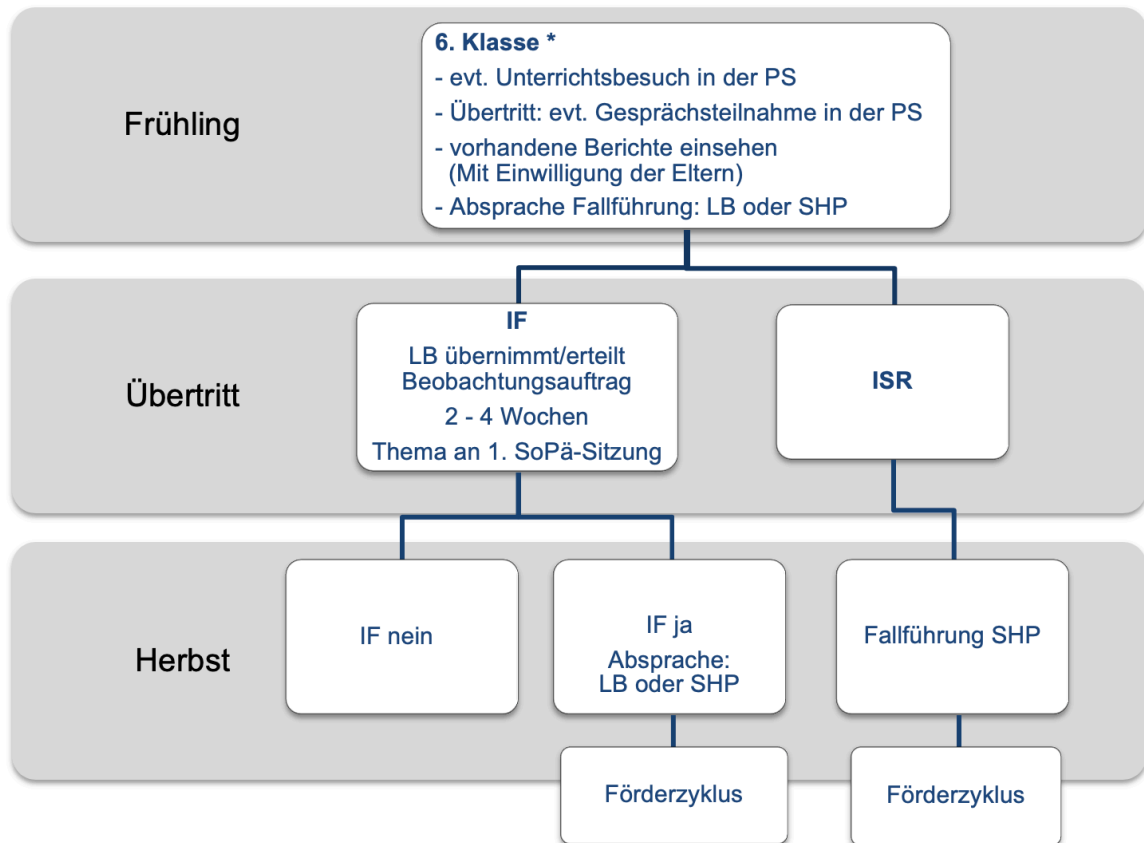 Frühling
6. Klasse *
- evt. Unterrichtsbesuch in der PS
- Übertritt: evt. Gesprächsteilnahme in der PS
- vorhandene Berichte einsehen
(Mit Einwilligung der Eltern)
- Absprache Fallführung: LB oder SHP
Übertritt
IF
LB übernimmt/erteilt
Beobachtungsauftrag
2 - 4 Wochen
Thema an 1. SoPä-Sitzung
ISR
Herbst
IF nein
IF ja
Absprache:
LB oder SHP
Fallführung SHP
Förderzyklus
Förderzyklus